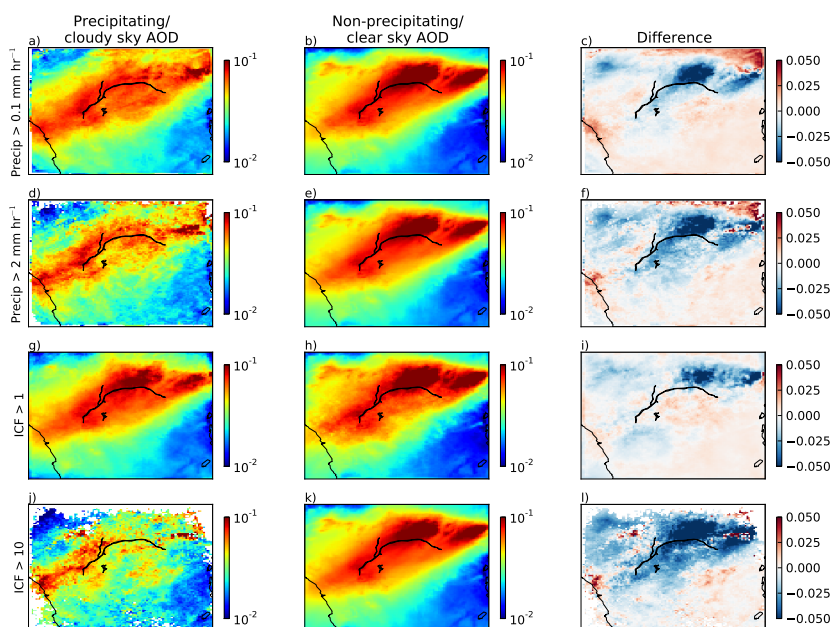 Precipitating/
cloudy sky AOD
Non-precipitating/
clear sky AOD
Difference
Precip > 0.1 mm hr⁻¹
a)
10⁻¹
10⁻²
b)
10⁻¹
10⁻²
c)
0.050
0.025
0.000
−0.025
−0.050
Precip > 2 mm hr⁻¹
d)
10⁻¹
10⁻²
e)
10⁻¹
10⁻²
f)
0.050
0.025
0.000
−0.025
−0.050
ICF > 1
g)
10⁻¹
10⁻²
h)
10⁻¹
10⁻²
i)
0.050
0.025
0.000
−0.025
−0.050
ICF > 10
j)
10⁻¹
10⁻²
k)
10⁻¹
10⁻²
l)
0.050
0.025
0.000
−0.025
−0.050